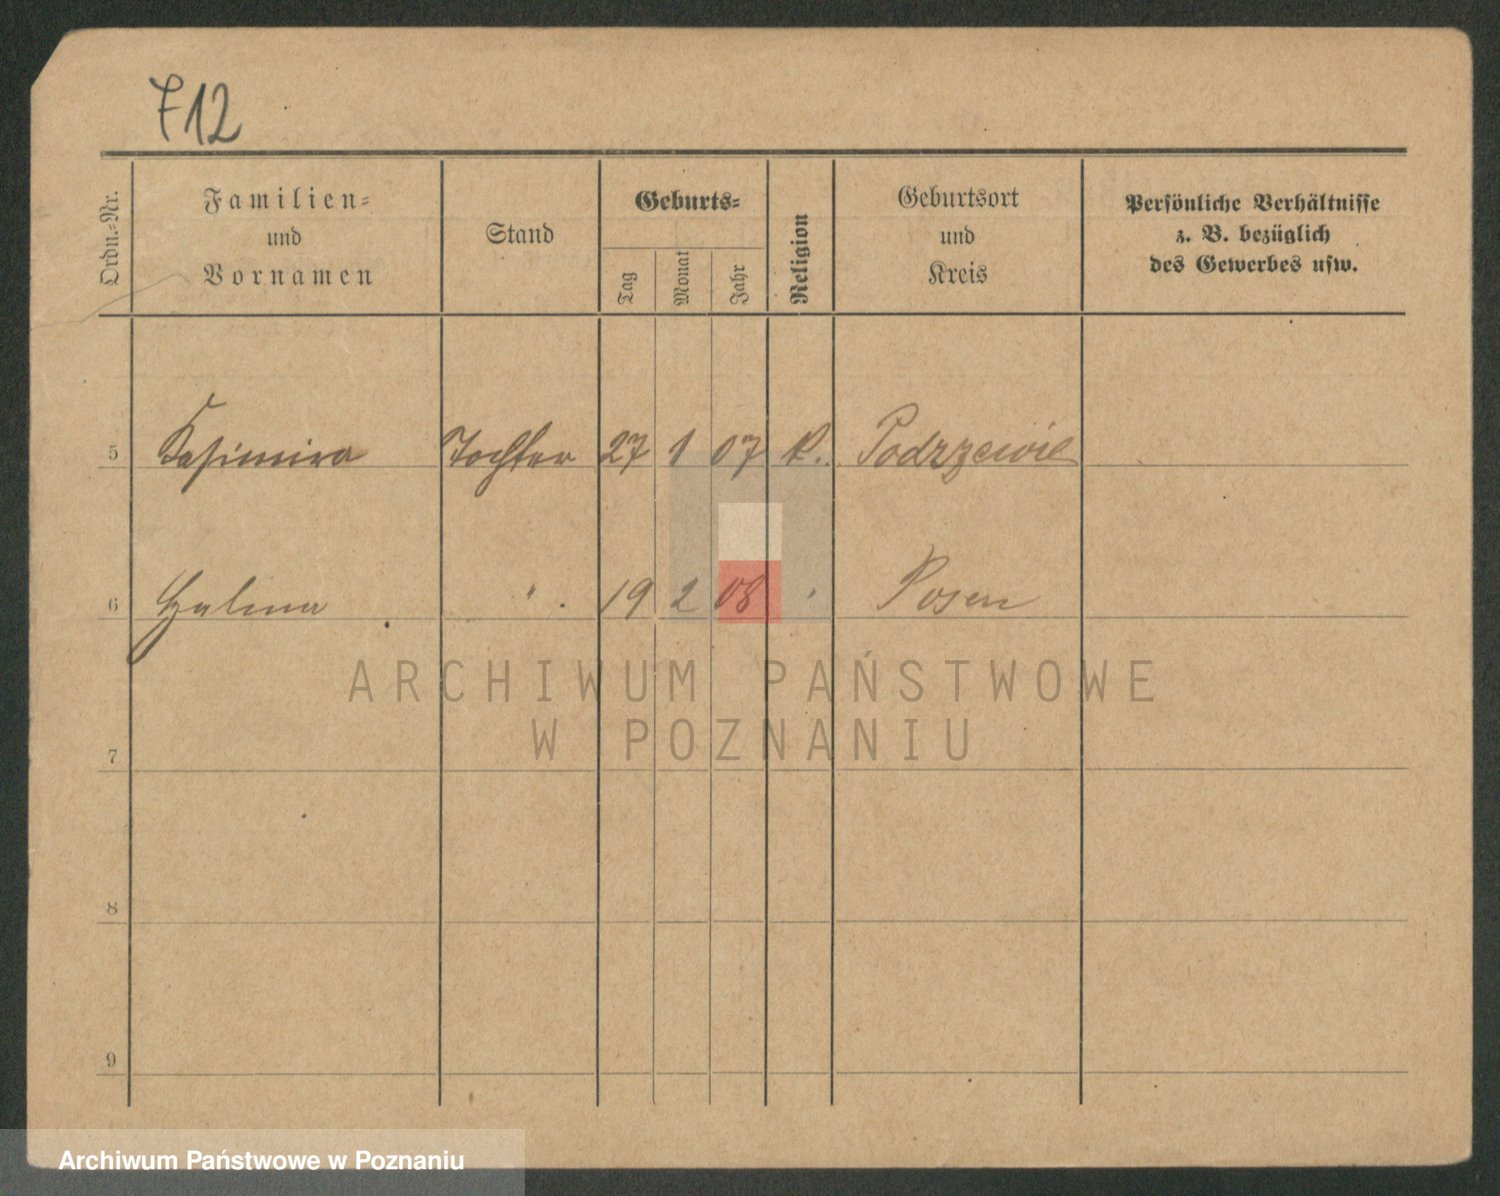 712
Ordn.-Nr.
Familien-
und
Vornamen
Stand
Geburts-
Tag
Monat
Jahr
Religion
Geburtsort
und
Kreis
Persönliche Verhältnisse
z. B. bezüglich
des Gewerbes usw.
5 Kasimira Tochter 27 1 07 k. Podrzewie
6 Halina " . 19 2 08 " Posen
ARCHIWUM PAŃSTWOWE
W POZNANIU
7
8
9
Archiwum Państwowe w Poznaniu